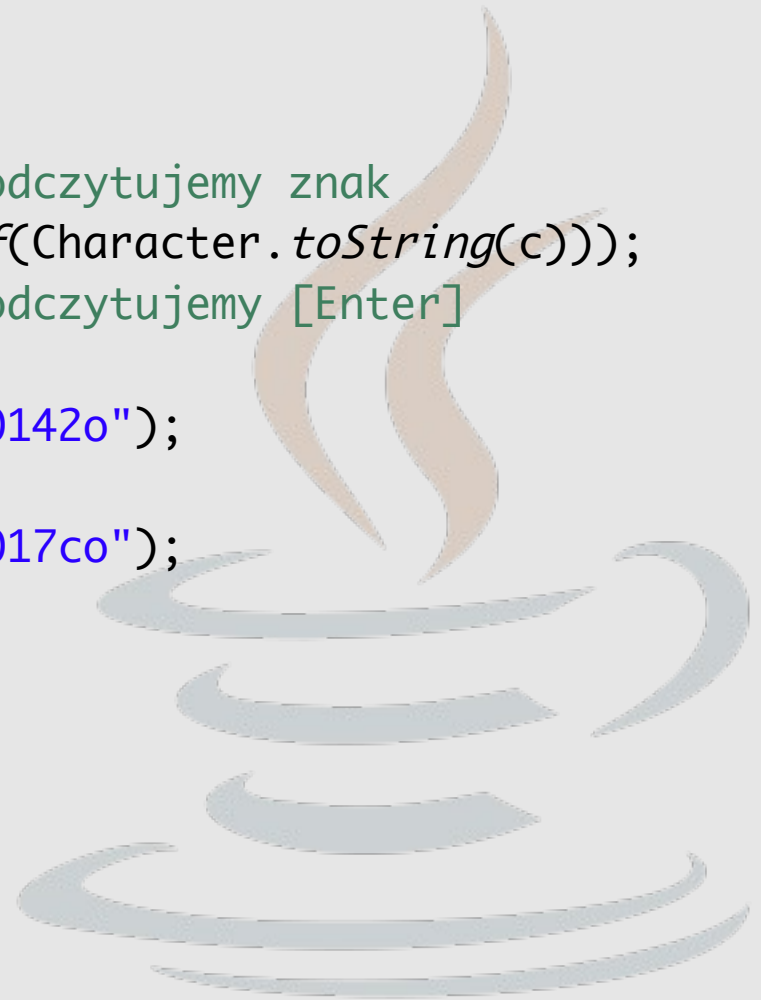 odczytujemy znak
f(Character.toString(c)));
odczytujemy [Enter]
0142o");
017co");